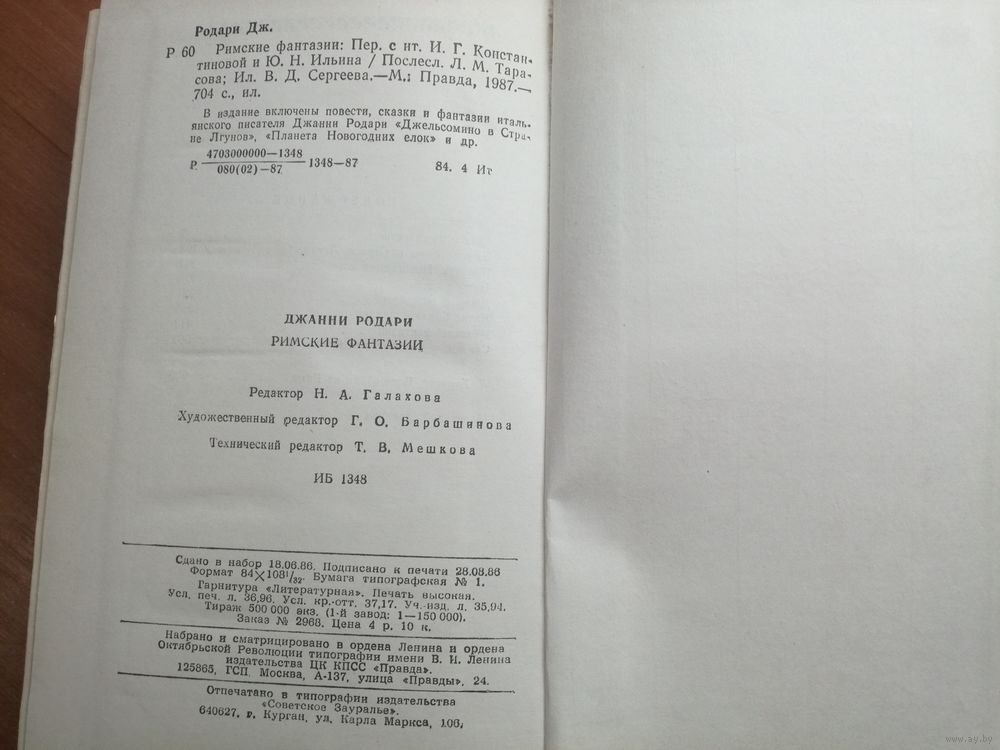 Родари Дж.
Р 60 Римские фантазии: Пер. с ит. И. Г. Констан-
тиновой и Ю. Н. Ильина / Послесл. Л. М. Тара-
сова; Ил. В. Д. Сергеева.—М.: Правда, 1987.—
704 с., ил.
В издание включены повести, сказки и фантазии италь-
янского писателя Джанни Родари «Джельсомино в Стра-
не Лгунов», «Планета Новогодних елок» и др.
4703000000—1348
Р 1348—87 84. 4 Ит
080(02)—87
ДЖАННИ РОДАРИ
РИМСКИЕ ФАНТАЗИИ
Редактор Н. А. Галахова
Художественный редактор Г. О. Барбашинова
Технический редактор Т. В. Мешкова
ИБ 1348
Сдано в набор 18.06.86. Подписано к печати 28.08.86
Формат 84×108¹/₃₂. Бумага типографская № 1.
Гарнитура «Литературная». Печать высокая.
Усл. печ. л. 36,96. Усл. кр.-отт. 37,17. Уч.-изд. л. 35,94.
Тираж 500 000 экз. (1-й завод: 1—150 000).
Заказ № 2968. Цена 4 р. 10 к.
Набрано и сматрицировано в ордена Ленина и ордена
Октябрьской Революции типографии имени В. И. Ленина
издательства ЦК КПСС «Правда».
125865, ГСП, Москва, А-137, улица «Правды», 24.
Отпечатано в типографии издательства
«Советское Зауралье».
640627, г. Курган, ул. Карла Маркса, 106,
www.ay.by